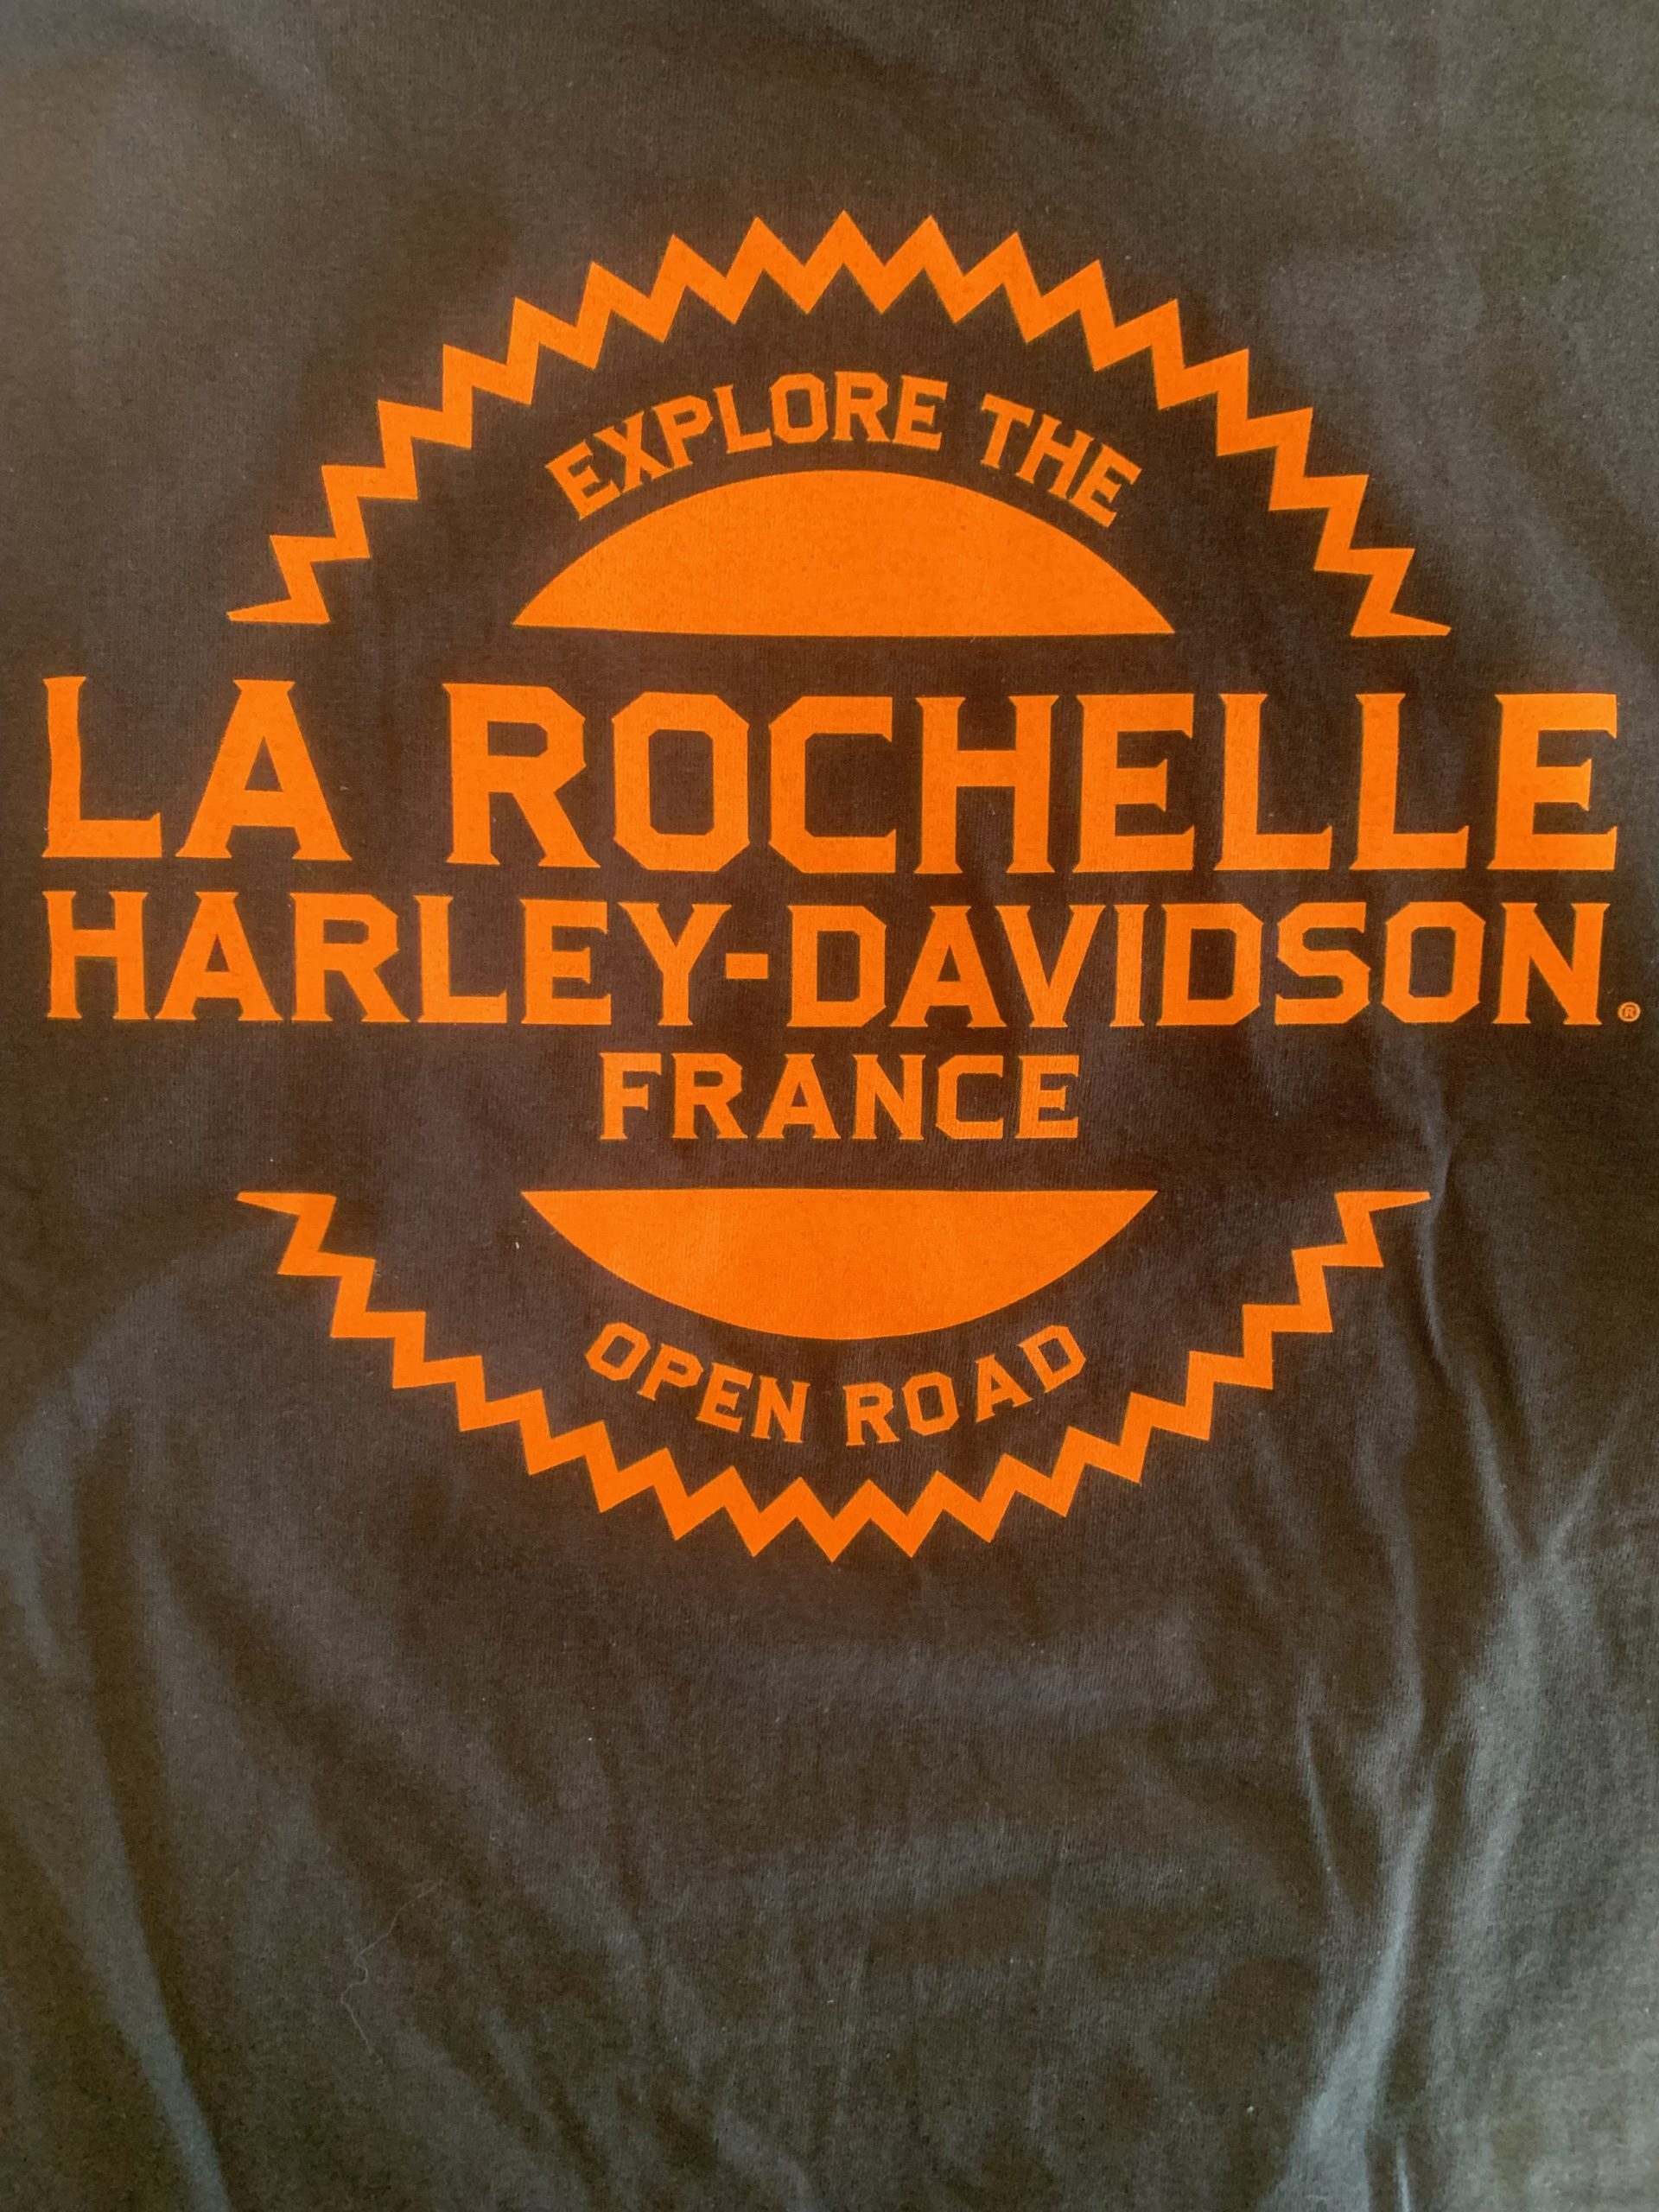 EXPLORE THE
LA ROCHELLE
HARLEY-DAVIDSON®
FRANCE
OPEN ROAD